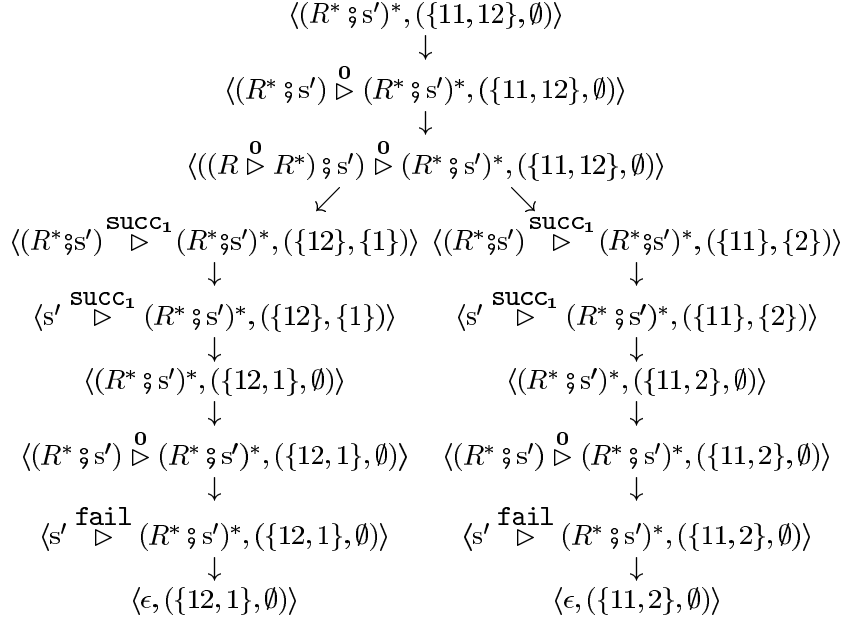 ⟨(R* ⨟ s′)*, ({11, 12}, ∅)⟩
↓
⟨(R* ⨟ s′) ▷⁰ (R* ⨟ s′)*, ({11, 12}, ∅)⟩
↓
⟨((R ▷⁰ R*) ⨟ s′) ▷⁰ (R* ⨟ s′)*, ({11, 12}, ∅)⟩
↙ ↘
⟨(R*⨟s′) ▷^succ₁ (R*⨟s′)*, ({12}, {1})⟩ ⟨(R*⨟s′) ▷^succ₁ (R*⨟s′)*, ({11}, {2})⟩
↓ ↓
⟨s′ ▷^succ₁ (R* ⨟ s′)*, ({12}, {1})⟩ ⟨s′ ▷^succ₁ (R* ⨟ s′)*, ({11}, {2})⟩
↓ ↓
⟨(R* ⨟ s′)*, ({12, 1}, ∅)⟩ ⟨(R* ⨟ s′)*, ({11, 2}, ∅)⟩
↓ ↓
⟨(R* ⨟ s′) ▷⁰ (R* ⨟ s′)*, ({12, 1}, ∅)⟩ ⟨(R* ⨟ s′) ▷⁰ (R* ⨟ s′)*, ({11, 2}, ∅)⟩
↓ ↓
⟨s′ ▷^fail (R* ⨟ s′)*, ({12, 1}, ∅)⟩ ⟨s′ ▷^fail (R* ⨟ s′)*, ({11, 2}, ∅)⟩
↓ ↓
⟨ϵ, ({12, 1}, ∅)⟩ ⟨ϵ, ({11, 2}, ∅)⟩